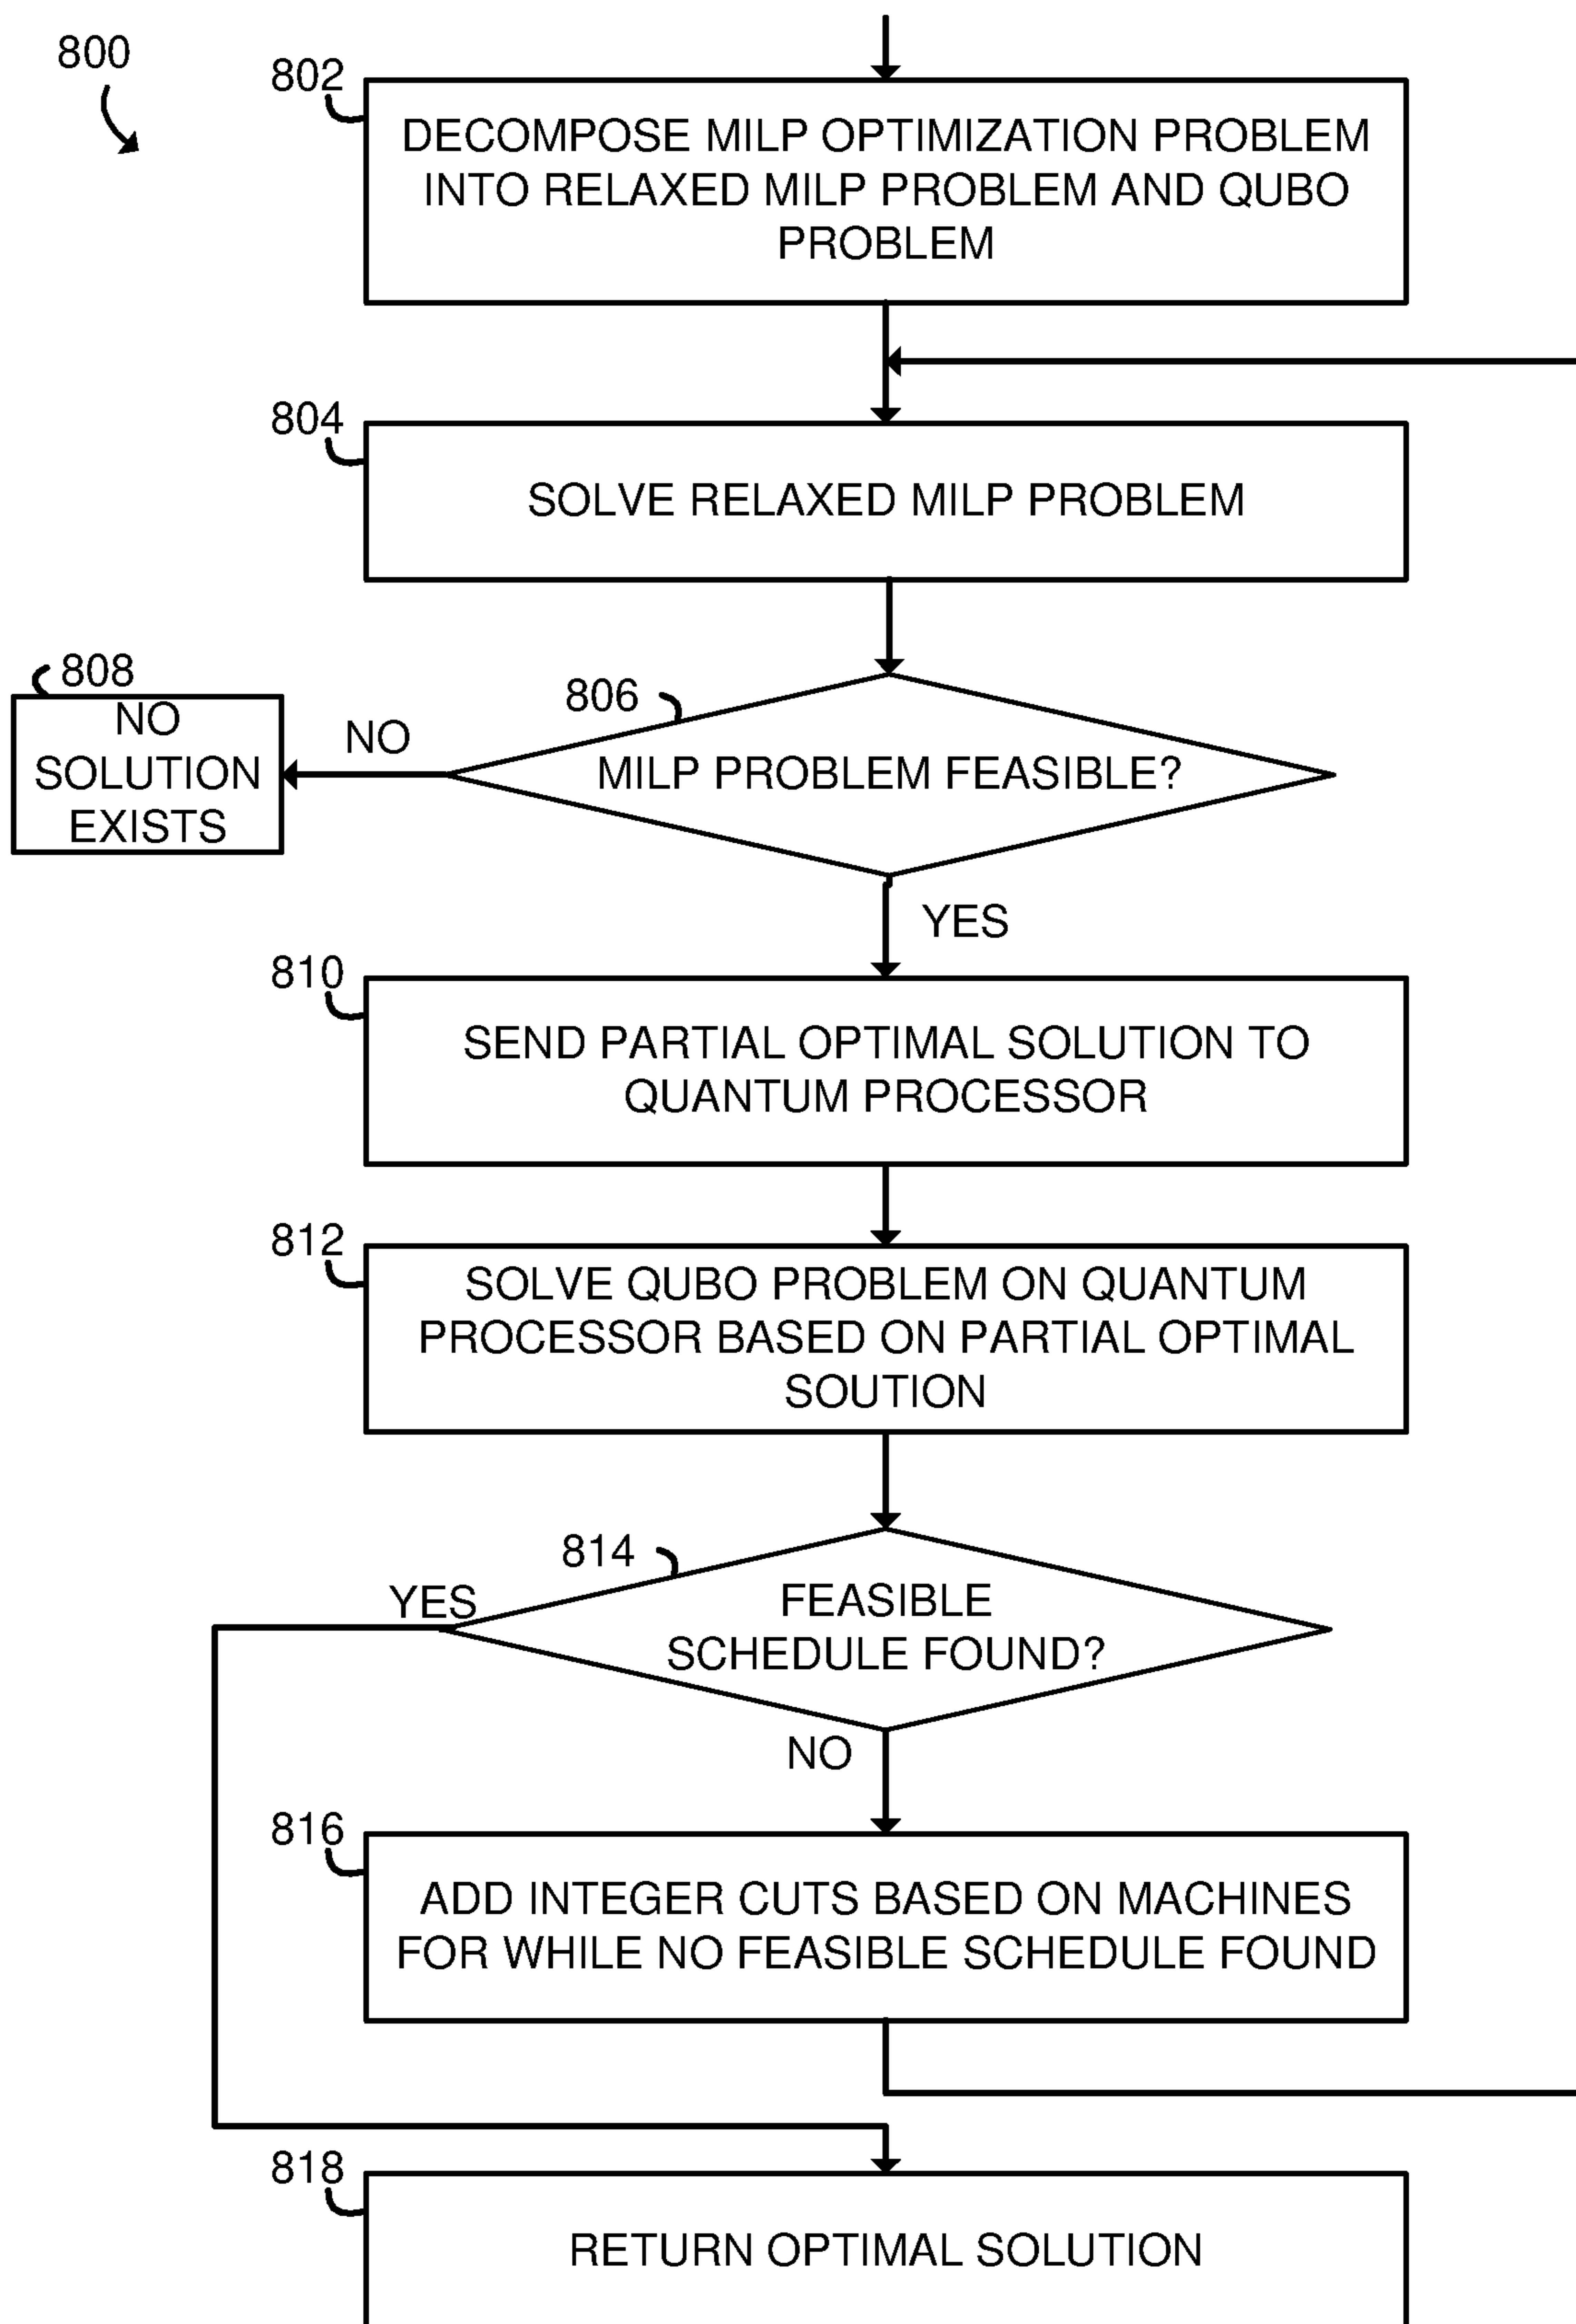 800
802
DECOMPOSE MILP OPTIMIZATION PROBLEM
INTO RELAXED MILP PROBLEM AND QUBO
PROBLEM
804
SOLVE RELAXED MILP PROBLEM
808
NO
SOLUTION
EXISTS
NO
806
MILP PROBLEM FEASIBLE?
YES
810
SEND PARTIAL OPTIMAL SOLUTION TO
QUANTUM PROCESSOR
812
SOLVE QUBO PROBLEM ON QUANTUM
PROCESSOR BASED ON PARTIAL OPTIMAL
SOUTION
814
YES
FEASIBLE
SCHEDULE FOUND?
NO
816
ADD INTEGER CUTS BASED ON MACHINES
FOR WHILE NO FEASIBLE SCHEDULE FOUND
818
RETURN OPTIMAL SOLUTION